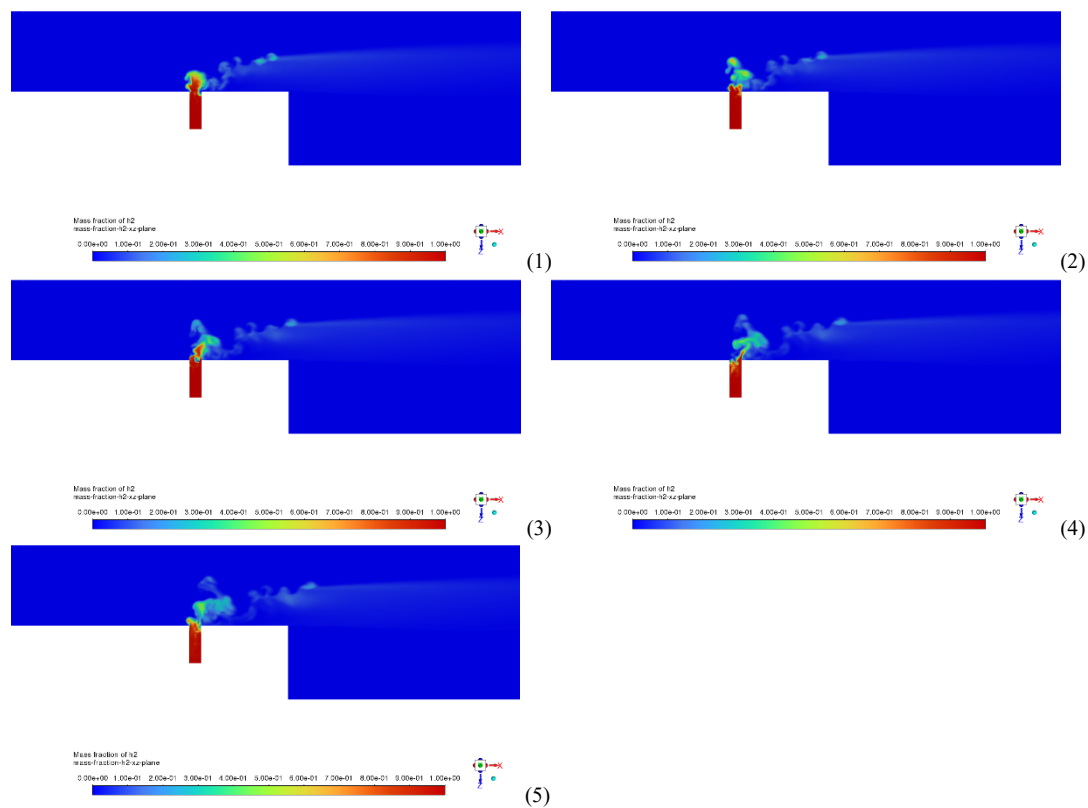 Mass fraction of h2
mass-fraction-h2-xz-plane
0.00e+00 1.00e-01 2.00e-01 3.00e-01 4.00e-01 5.00e-01 6.00e-01 7.00e-01 8.00e-01 9.00e-01 1.00e+00
X
Z
(1)
Mass fraction of h2
mass-fraction-h2-xz-plane
0.00e+00 1.00e-01 2.00e-01 3.00e-01 4.00e-01 5.00e-01 6.00e-01 7.00e-01 8.00e-01 9.00e-01 1.00e+00
X
Z
(2)
Mass fraction of h2
mass-fraction-h2-xz-plane
0.00e+00 1.00e-01 2.00e-01 3.00e-01 4.00e-01 5.00e-01 6.00e-01 7.00e-01 8.00e-01 9.00e-01 1.00e+00
X
Z
(3)
Mass fraction of h2
mass-fraction-h2-xz-plane
0.00e+00 1.00e-01 2.00e-01 3.00e-01 4.00e-01 5.00e-01 6.00e-01 7.00e-01 8.00e-01 9.00e-01 1.00e+00
X
Z
(4)
Mass fraction of h2
mass-fraction-h2-xz-plane
0.00e+00 1.00e-01 2.00e-01 3.00e-01 4.00e-01 5.00e-01 6.00e-01 7.00e-01 8.00e-01 9.00e-01 1.00e+00
X
Z
(5)